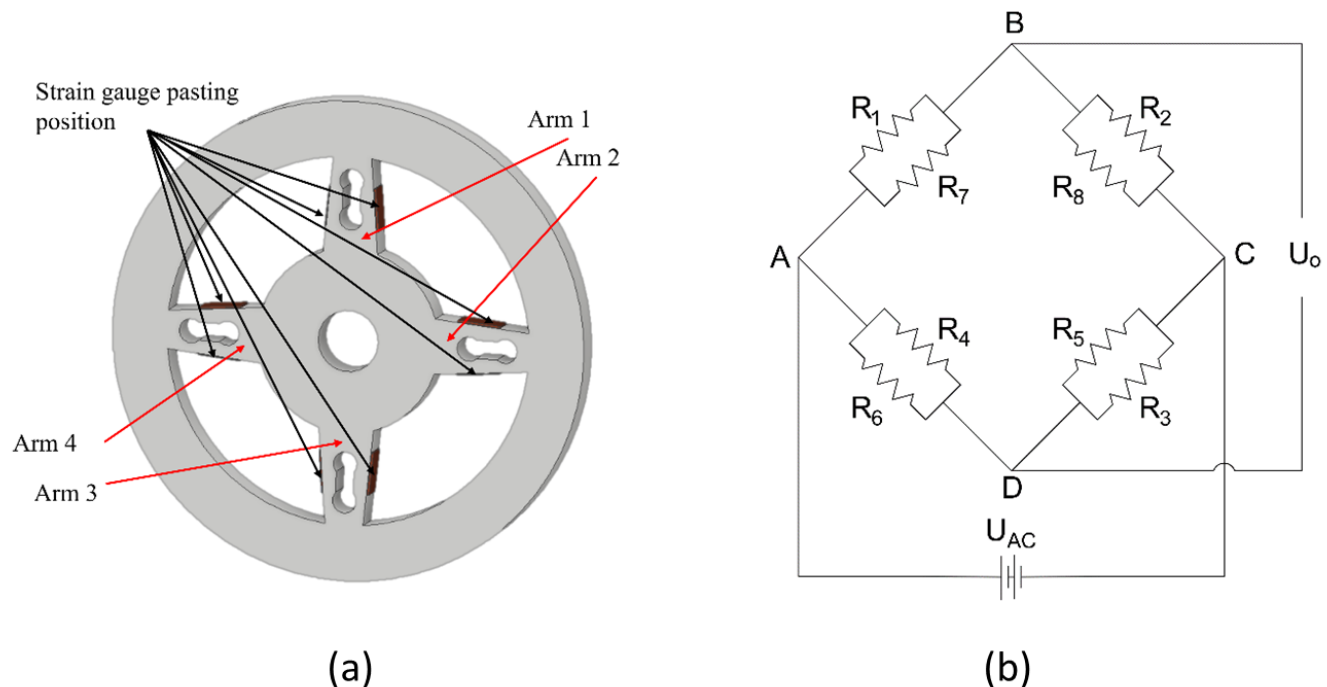 Strain gauge pasting
position
Arm 1
Arm 2
Arm 4
Arm 3
(a)
B
R1
R2
R7
R8
A
C
Uo
R4
R5
R6
R3
D
UAC
(b)